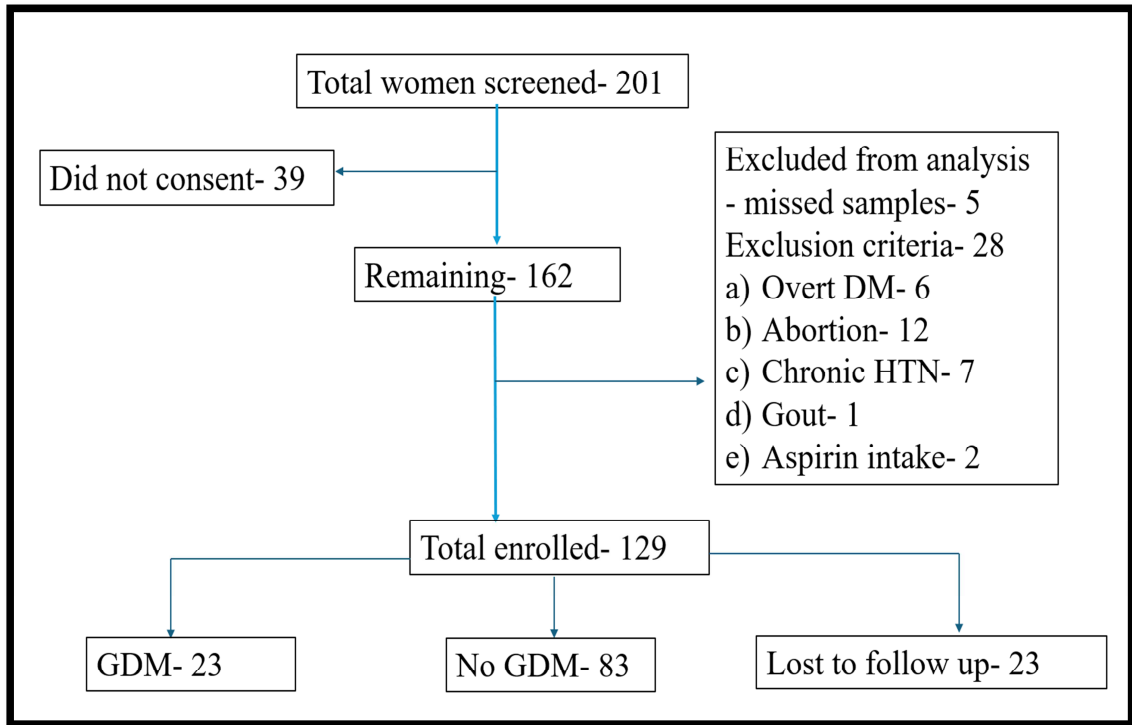 Total women screened- 201
Did not consent- 39
Excluded from analysis
- missed samples- 5
Exclusion criteria- 28
a) Overt DM- 6
b) Abortion- 12
c) Chronic HTN- 7
d) Gout- 1
e) Aspirin intake- 2
Remaining- 162
Total enrolled- 129
GDM- 23
No GDM- 83
Lost to follow up- 23